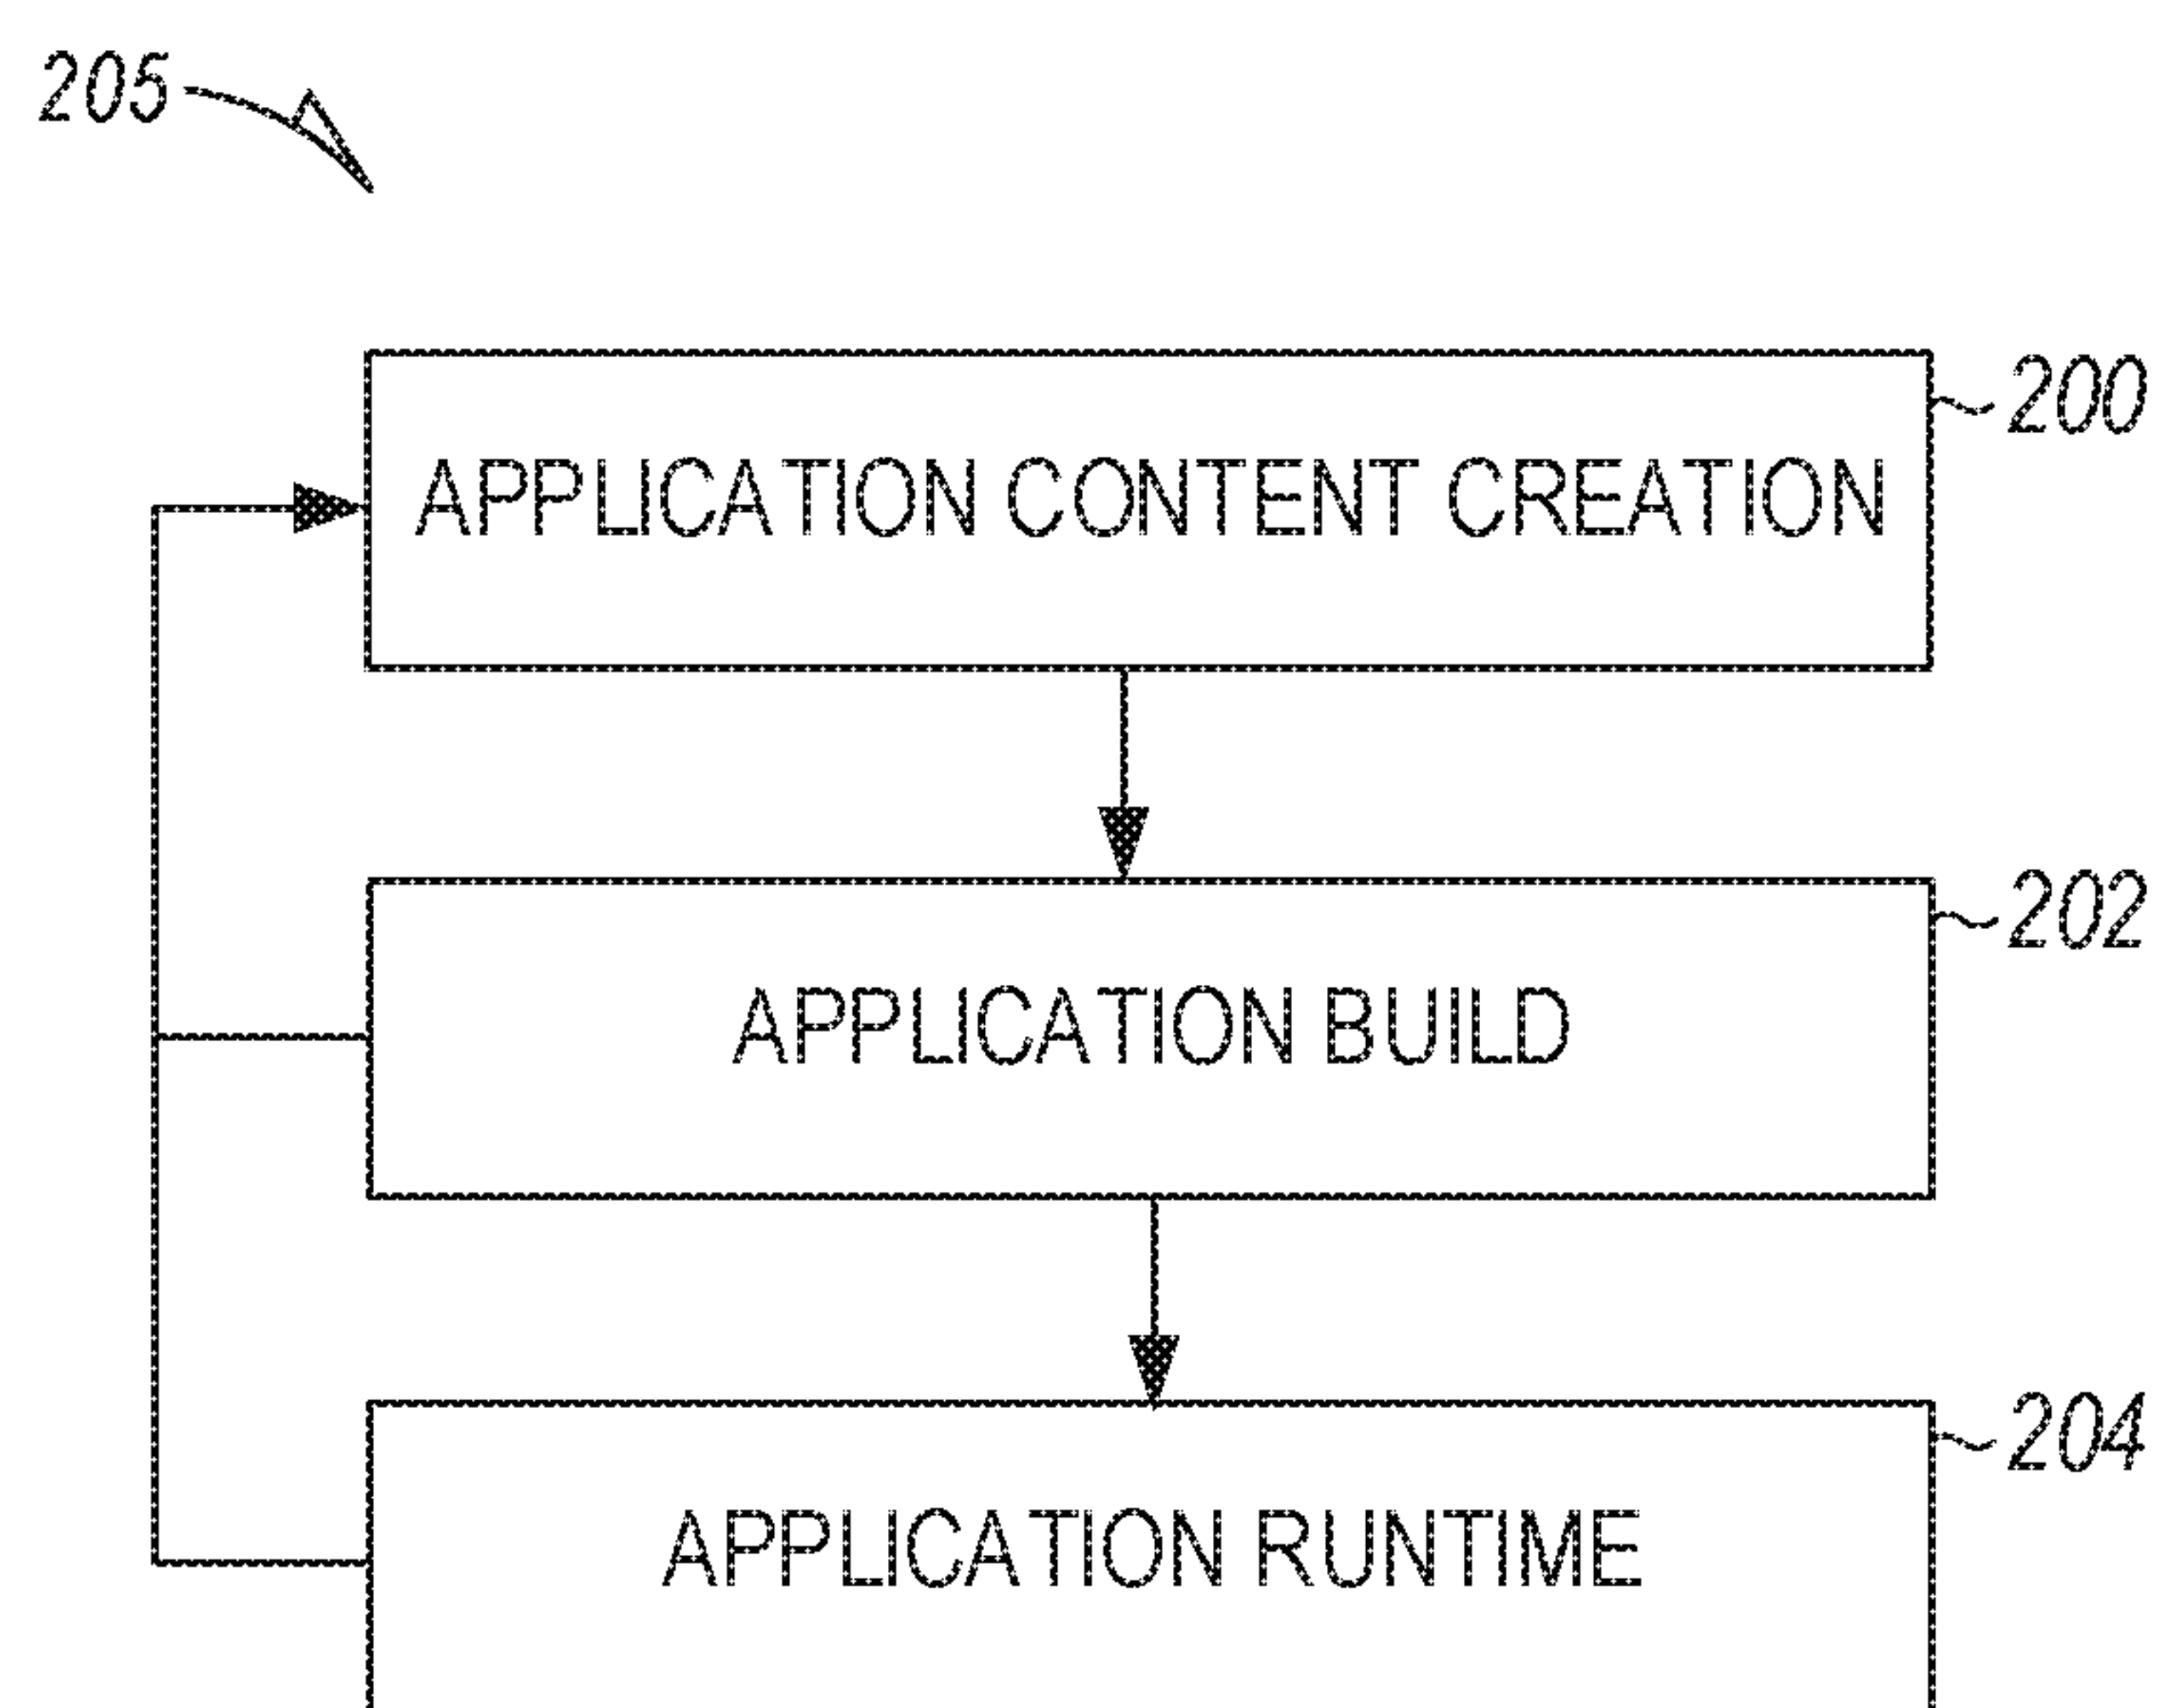 205
200
APPLICATION CONTENT CREATION
202
APPLICATION BUILD
204
APPLICATION RUNTIME